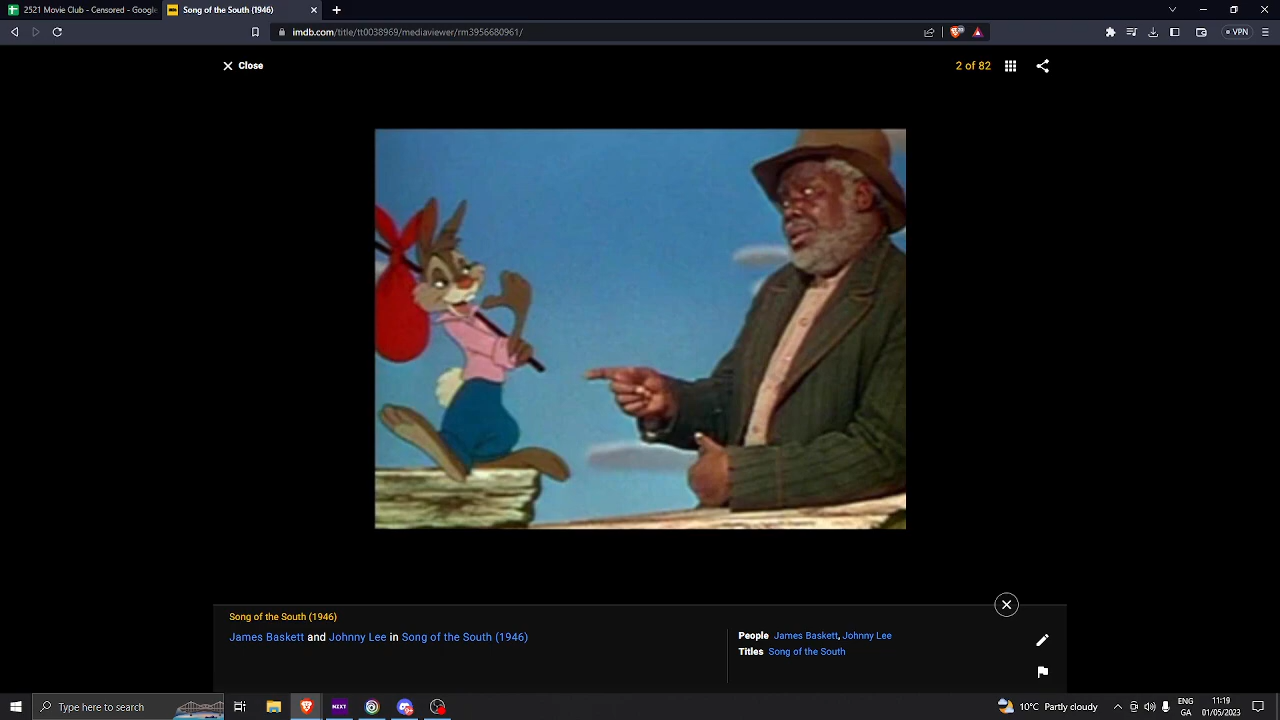 2521 Movie Club - Censored - Google
Song of the South (1946)
imdb.com/title/tt0038969/mediaviewer/rm3956680961/
VPN
Close
2 of 82
Song of the South (1946)
James Baskett and Johnny Lee in Song of the South (1946)
People James Baskett, Johnny Lee
Titles Song of the South
Type here to search
NEXT
10°C Partly cloudy
ENG
GA
11:19
01/05/2023